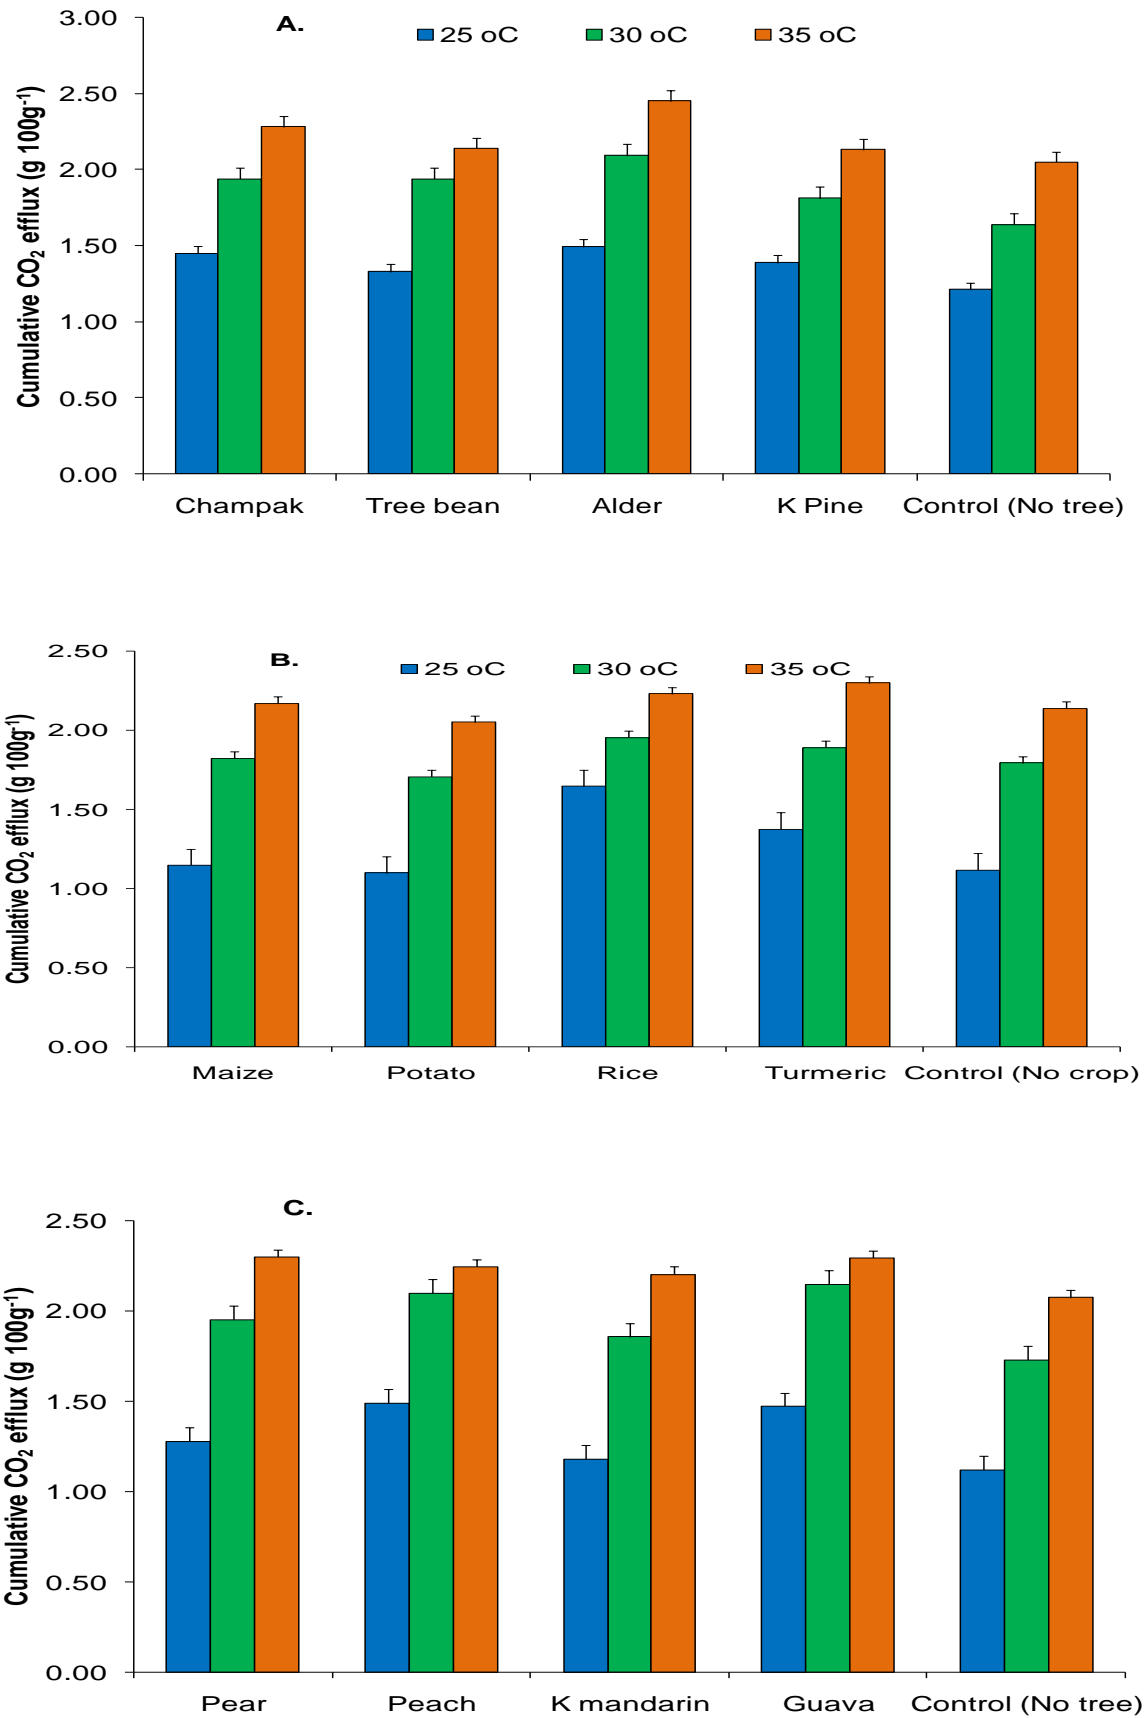 A.
25 oC 30 oC 35 oC
Cumulative CO₂ efflux (g 100g⁻¹)
3.00
2.50
2.00
1.50
1.00
0.50
0.00
Champak Tree bean Alder K Pine Control (No tree)
B.
25 oC 30 oC 35 oC
Cumulative CO₂ efflux (g 100g⁻¹)
2.50
2.00
1.50
1.00
0.50
0.00
Maize Potato Rice Turmeric Control (No crop)
C.
Cumulative CO₂ efflux (g 100g⁻¹)
2.50
2.00
1.50
1.00
0.50
0.00
Pear Peach K mandarin Guava Control (No tree)